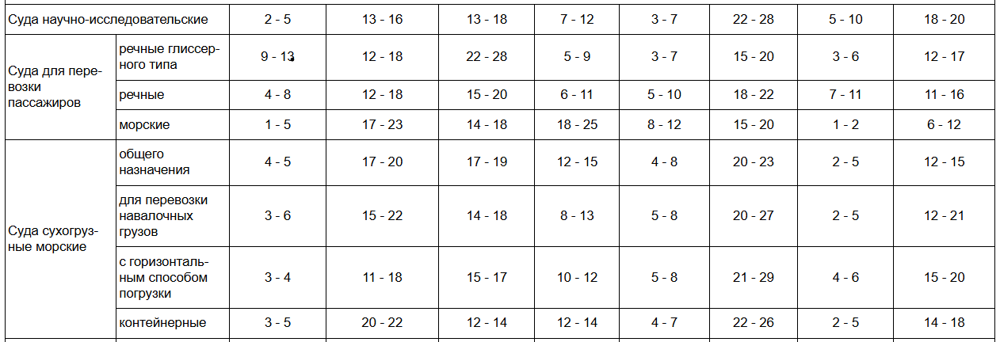 Суда научно-исследовательские 2 - 5 13 - 16 13 - 18 7 - 12 3 - 7 22 - 28 5 - 10 18 - 20
Суда для пере-
возки
пассажиров
речные глиссер-
ного типа
9 - 13 12 - 18 22 - 28 5 - 9 3 - 7 15 - 20 3 - 6 12 - 17
речные 4 - 8 12 - 18 15 - 20 6 - 11 5 - 10 18 - 22 7 - 11 11 - 16
морские 1 - 5 17 - 23 14 - 18 18 - 25 8 - 12 15 - 20 1 - 2 6 - 12
Суда сухогруз-
ные морские
общего
назначения
4 - 5 17 - 20 17 - 19 12 - 15 4 - 8 20 - 23 2 - 5 12 - 15
для перевозки
навалочных
грузов
3 - 6 15 - 22 14 - 18 8 - 13 5 - 8 20 - 27 2 - 5 12 - 21
с горизонталь-
ным способом
погрузки
3 - 4 11 - 18 15 - 17 10 - 12 5 - 8 21 - 29 4 - 6 15 - 20
контейнерные 3 - 5 20 - 22 12 - 14 12 - 14 4 - 7 22 - 26 2 - 5 14 - 18